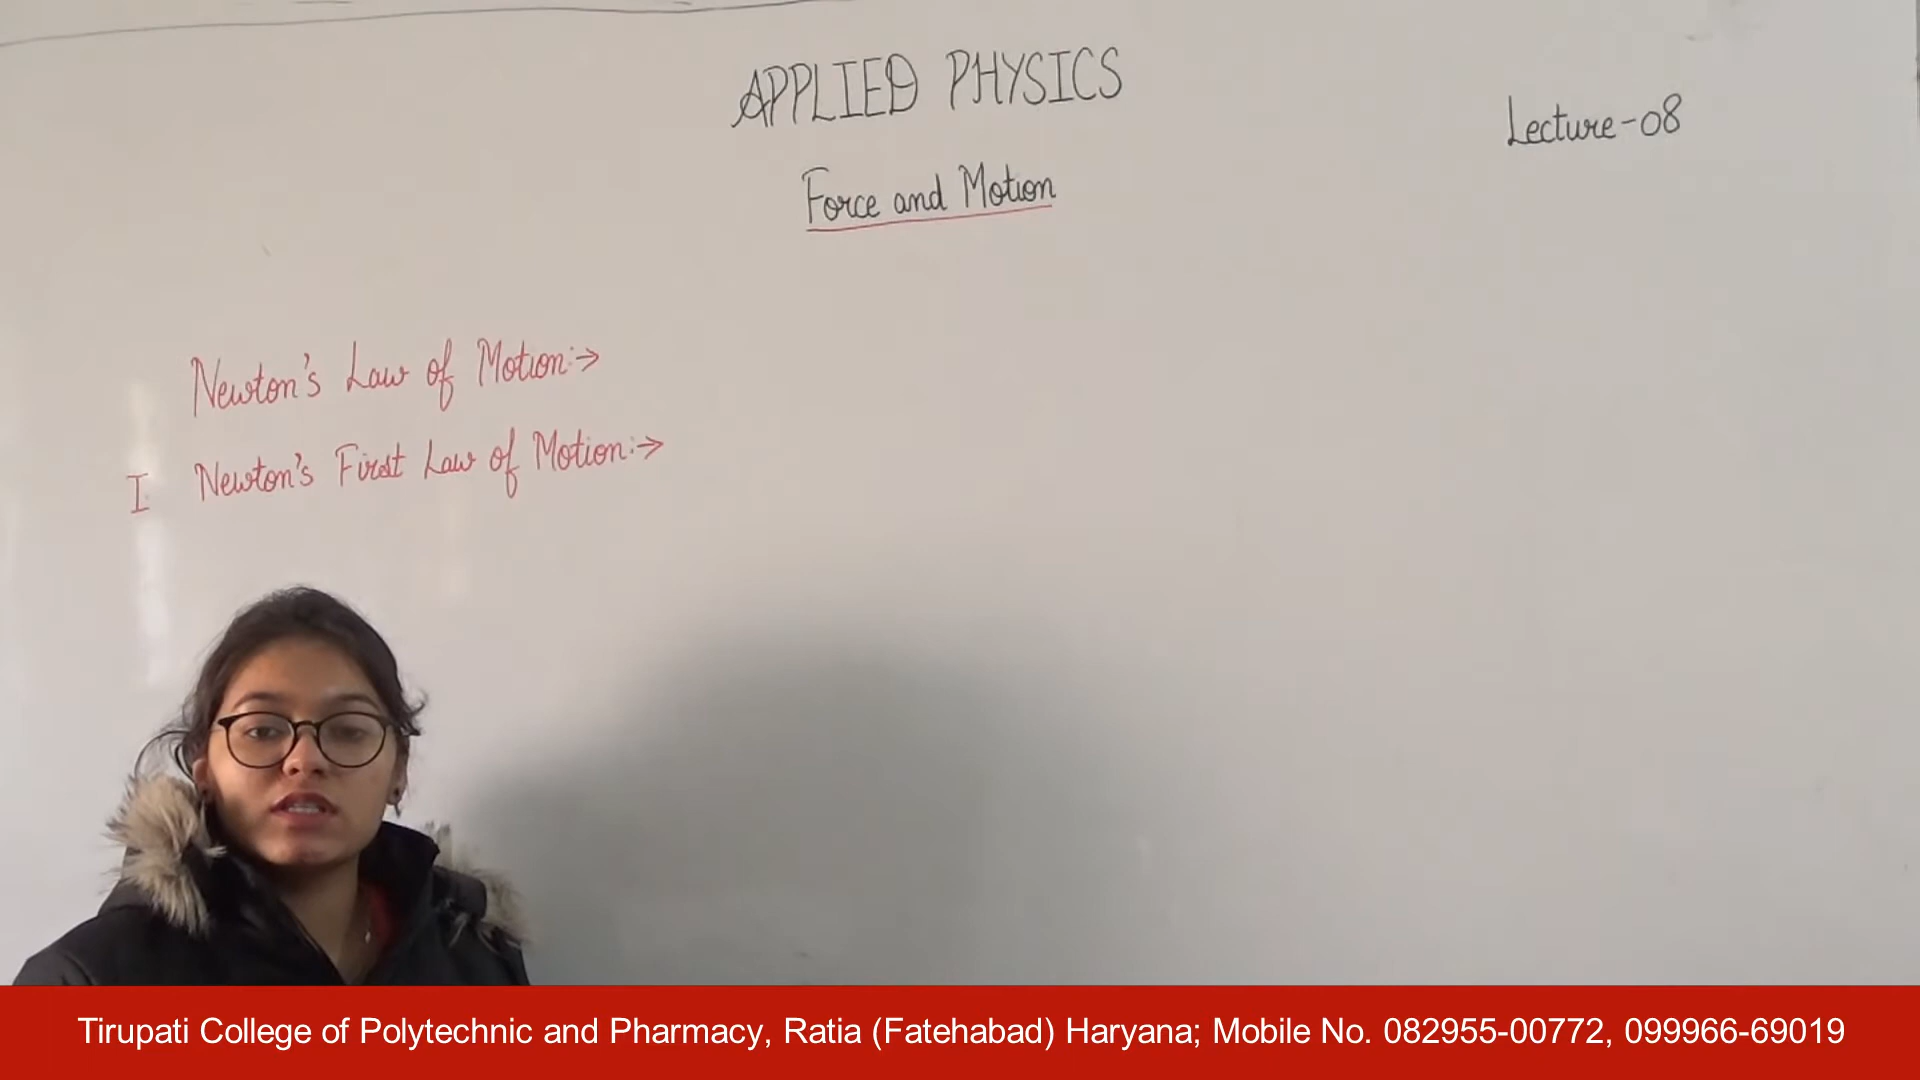 APPLIED PHYSICS
Lecture-08
Force and Motion
Newton's Law of Motion:→
I. Newton's First Law of Motion:→
Tirupati College of Polytechnic and Pharmacy, Ratia (Fatehabad) Haryana; Mobile No. 082955-00772, 099966-69019